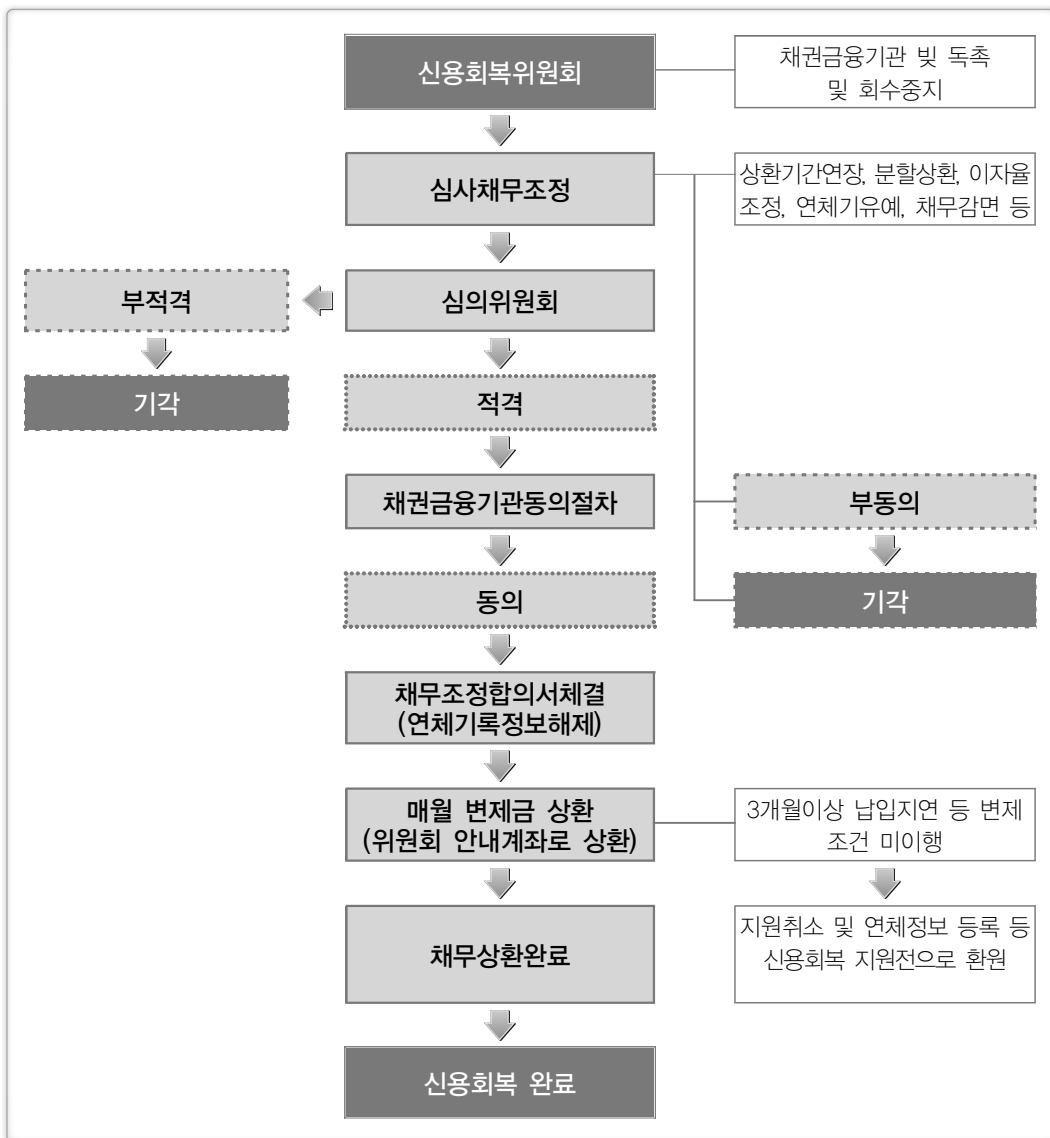 신용회복위원회
채권금융기관 빚 독촉
및 회수중지
심사채무조정
상환기간연장, 분할상환, 이자율
조정, 연체기유예, 채무감면 등
부적격
심의위원회
기각
적격
채권금융기관동의절차
부동의
동의
기각
채무조정합의서체결
(연체기록정보해제)
매월 변제금 상환
(위원회 안내계좌로 상환)
3개월이상 납입지연 등 변제
조건 미이행
채무상환완료
지원취소 및 연체정보 등록 등
신용회복 지원전으로 환원
신용회복 완료